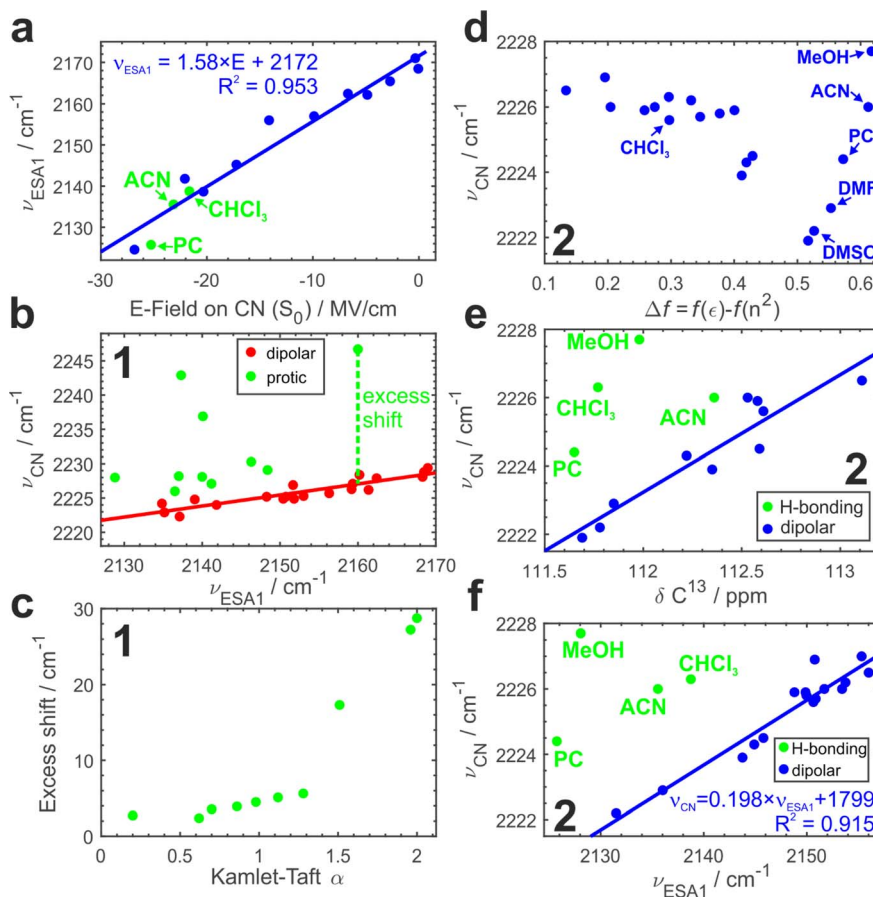 a
ν_ESA1 = 1.58×E + 2172
R² = 0.953
2170
2160
2150
2140
2130
ν_ESA1 / cm⁻¹
ACN
CHCl₃
PC
-30 -20 -10 0
E-Field on CN (S₀) / MV/cm
b
1
dipolar
protic
excess
shift
2245
2240
2235
2230
2225
2220
ν_CN / cm⁻¹
2130 2140 2150 2160 2170
ν_ESA1 / cm⁻¹
c
1
30
20
10
0
Excess shift / cm⁻¹
0 0.5 1 1.5 2
Kamlet-Taft α
d
2228
2226
2224
2222
ν_CN / cm⁻¹
MeOH
ACN
CHCl₃
PC
DMF
DMSO
2
0.1 0.2 0.3 0.4 0.5 0.6
Δf = f(ϵ)-f(n²)
e
2228
2226
2224
2222
ν_CN / cm⁻¹
MeOH
CHCl₃
ACN
PC
2
H-bonding
dipolar
111.5 112 112.5 113
δ C¹³ / ppm
f
2228
2226
2224
2222
ν_CN / cm⁻¹
MeOH
CHCl₃
ACN
PC
H-bonding
dipolar
ν_CN=0.198×ν_ESA1+1799
R² = 0.915
2
2130 2140 2150
ν_ESA1 / cm⁻¹